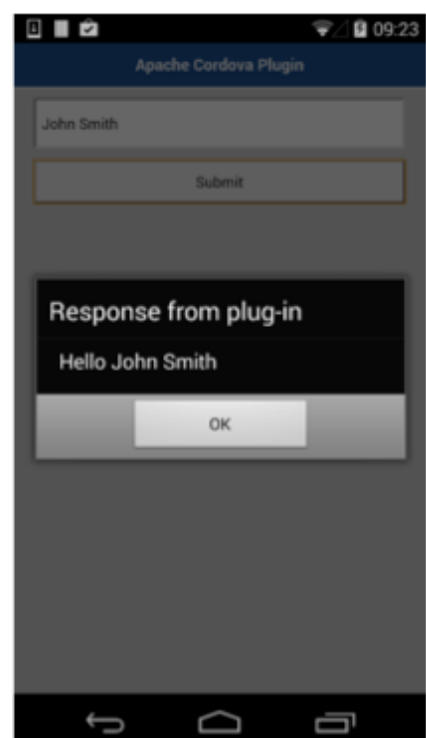 09:23
Apache Cordova Plugin
John Smith
Submit
Response from plug-in
Hello John Smith
OK